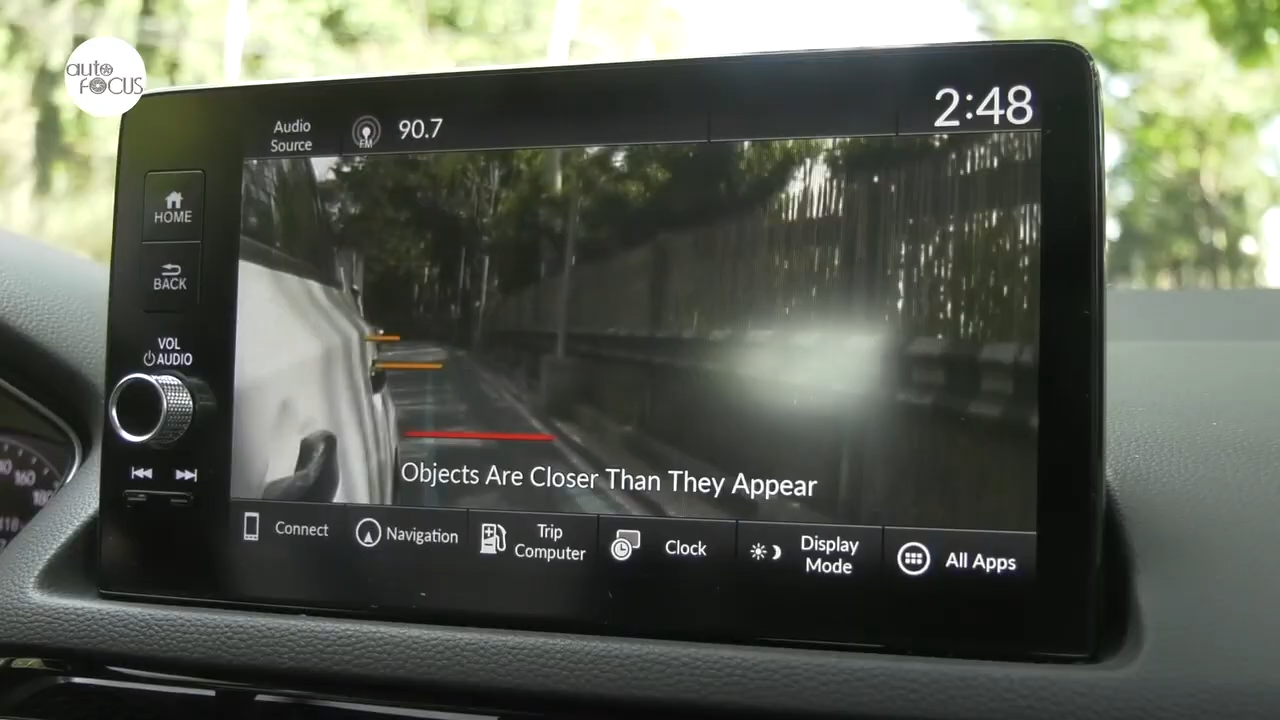 auto
FOCUS
Audio
Source
FM
90.7
2:48
HOME
BACK
VOL
AUDIO
Objects Are Closer Than They Appear
Connect
Navigation
Trip
Computer
Clock
Display
Mode
All Apps
160